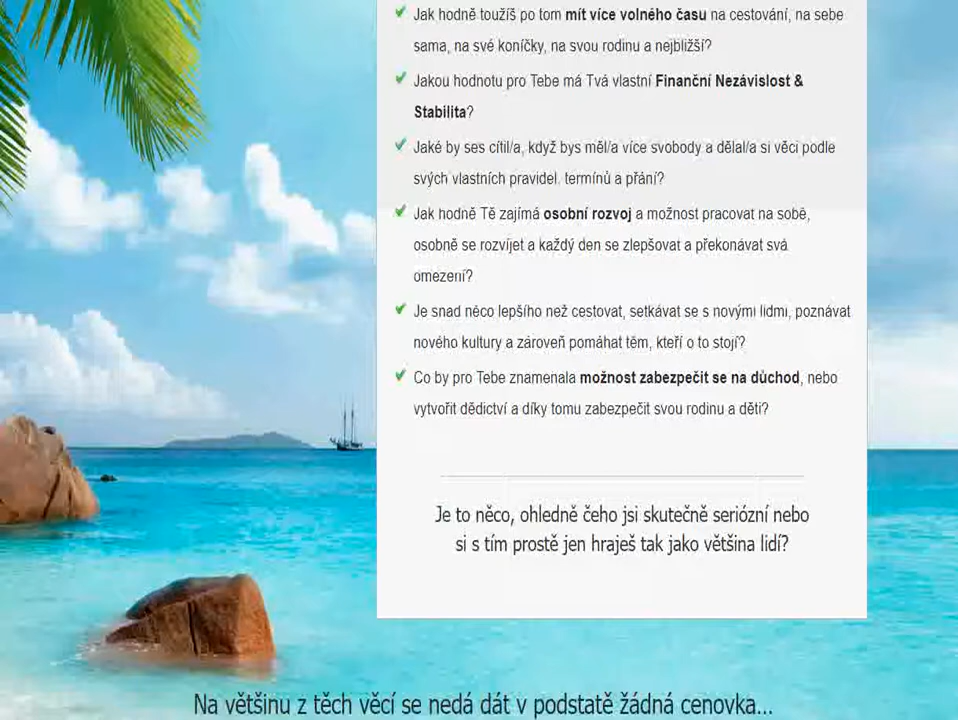 Jak hodně toužíš po tom mít více volného času na cestování, na sebe
sama, na své koníčky, na svou rodinu a nejbližší?
Jakou hodnotu pro Tebe má Tvá vlastní Finanční Nezávislost &
Stabilita?
Jaké by ses cítil/a, když bys měl/a více svobody a dělal/a si věci podle
svých vlastních pravidel, termínů a přání?
Jak hodně Tě zajímá osobní rozvoj a možnost pracovat na sobě,
osobně se rozvíjet a každý den se zlepšovat a překonávat svá
omezení?
Je snad něco lepšího než cestovat, setkávat se s novými lidmi, poznávat
nového kultury a zároveň pomáhat těm, kteří o to stojí?
Co by pro Tebe znamenala možnost zabezpečit se na důchod, nebo
vytvořit dědictví a díky tomu zabezpečit svou rodinu a děti?
Je to něco, ohledně čeho jsi skutečně seriózní nebo
si s tím prostě jen hraješ tak jako většina lidí?
Na většinu z těch věcí se nedá dát v podstatě žádná cenovka...